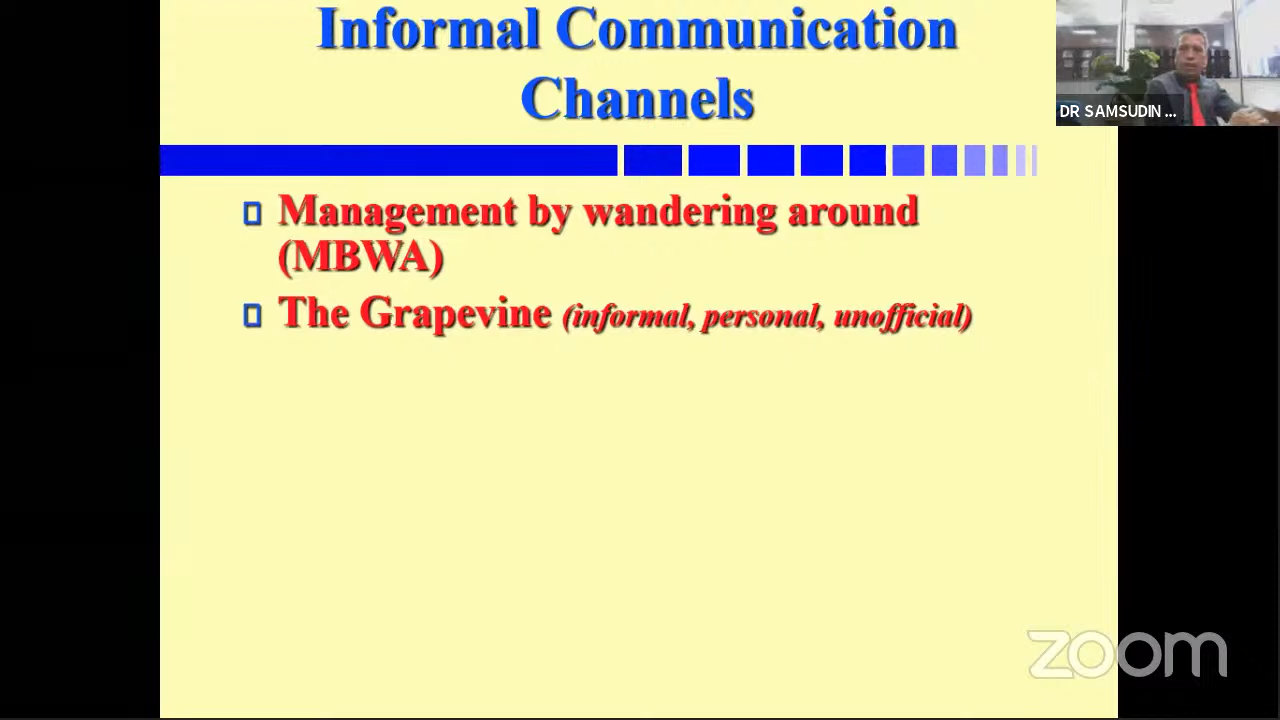 Informal Communication
Channels
DR SAMSUDIN ...
Management by wandering around
(MBWA)
The Grapevine (informal, personal, unofficial)
zoom